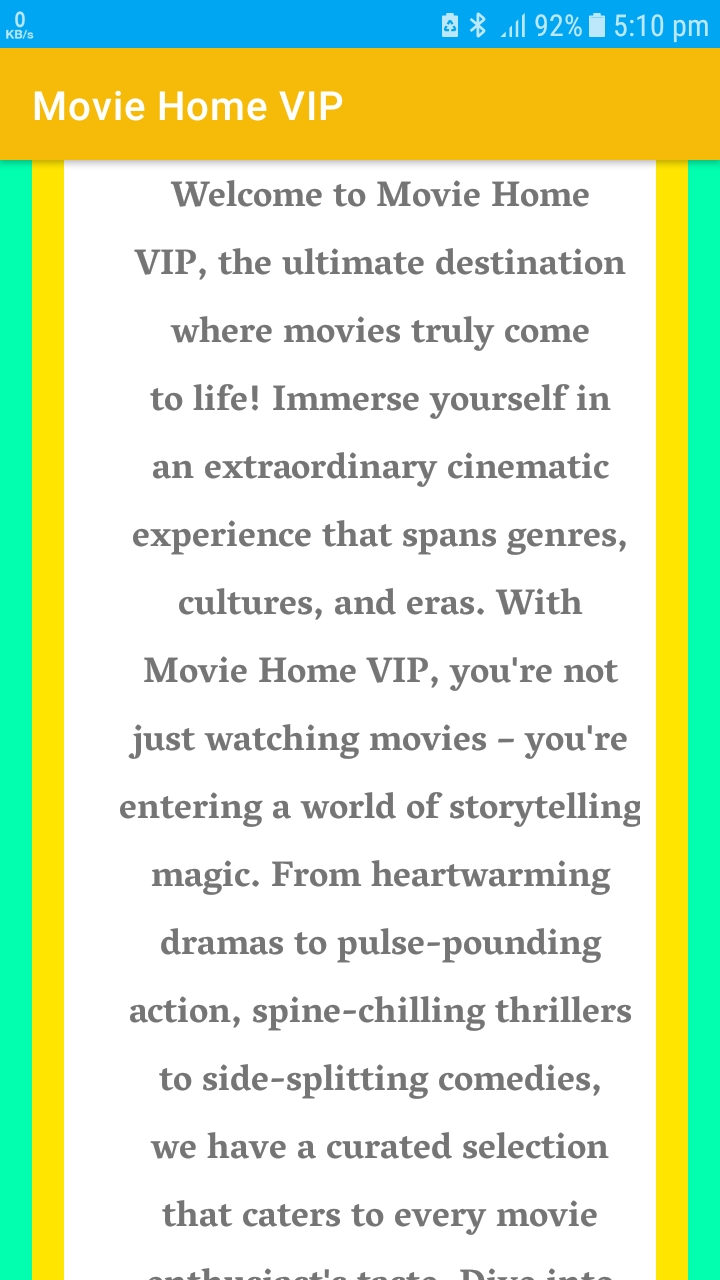 0
KB/s
92%
5:10 pm
Movie Home VIP
Welcome to Movie Home
VIP, the ultimate destination
where movies truly come
to life! Immerse yourself in
an extraordinary cinematic
experience that spans genres,
cultures, and eras. With
Movie Home VIP, you're not
just watching movies – you're
entering a world of storytelling
magic. From heartwarming
dramas to pulse-pounding
action, spine-chilling thrillers
to side-splitting comedies,
we have a curated selection
that caters to every movie
enthusiast's taste. Dive into